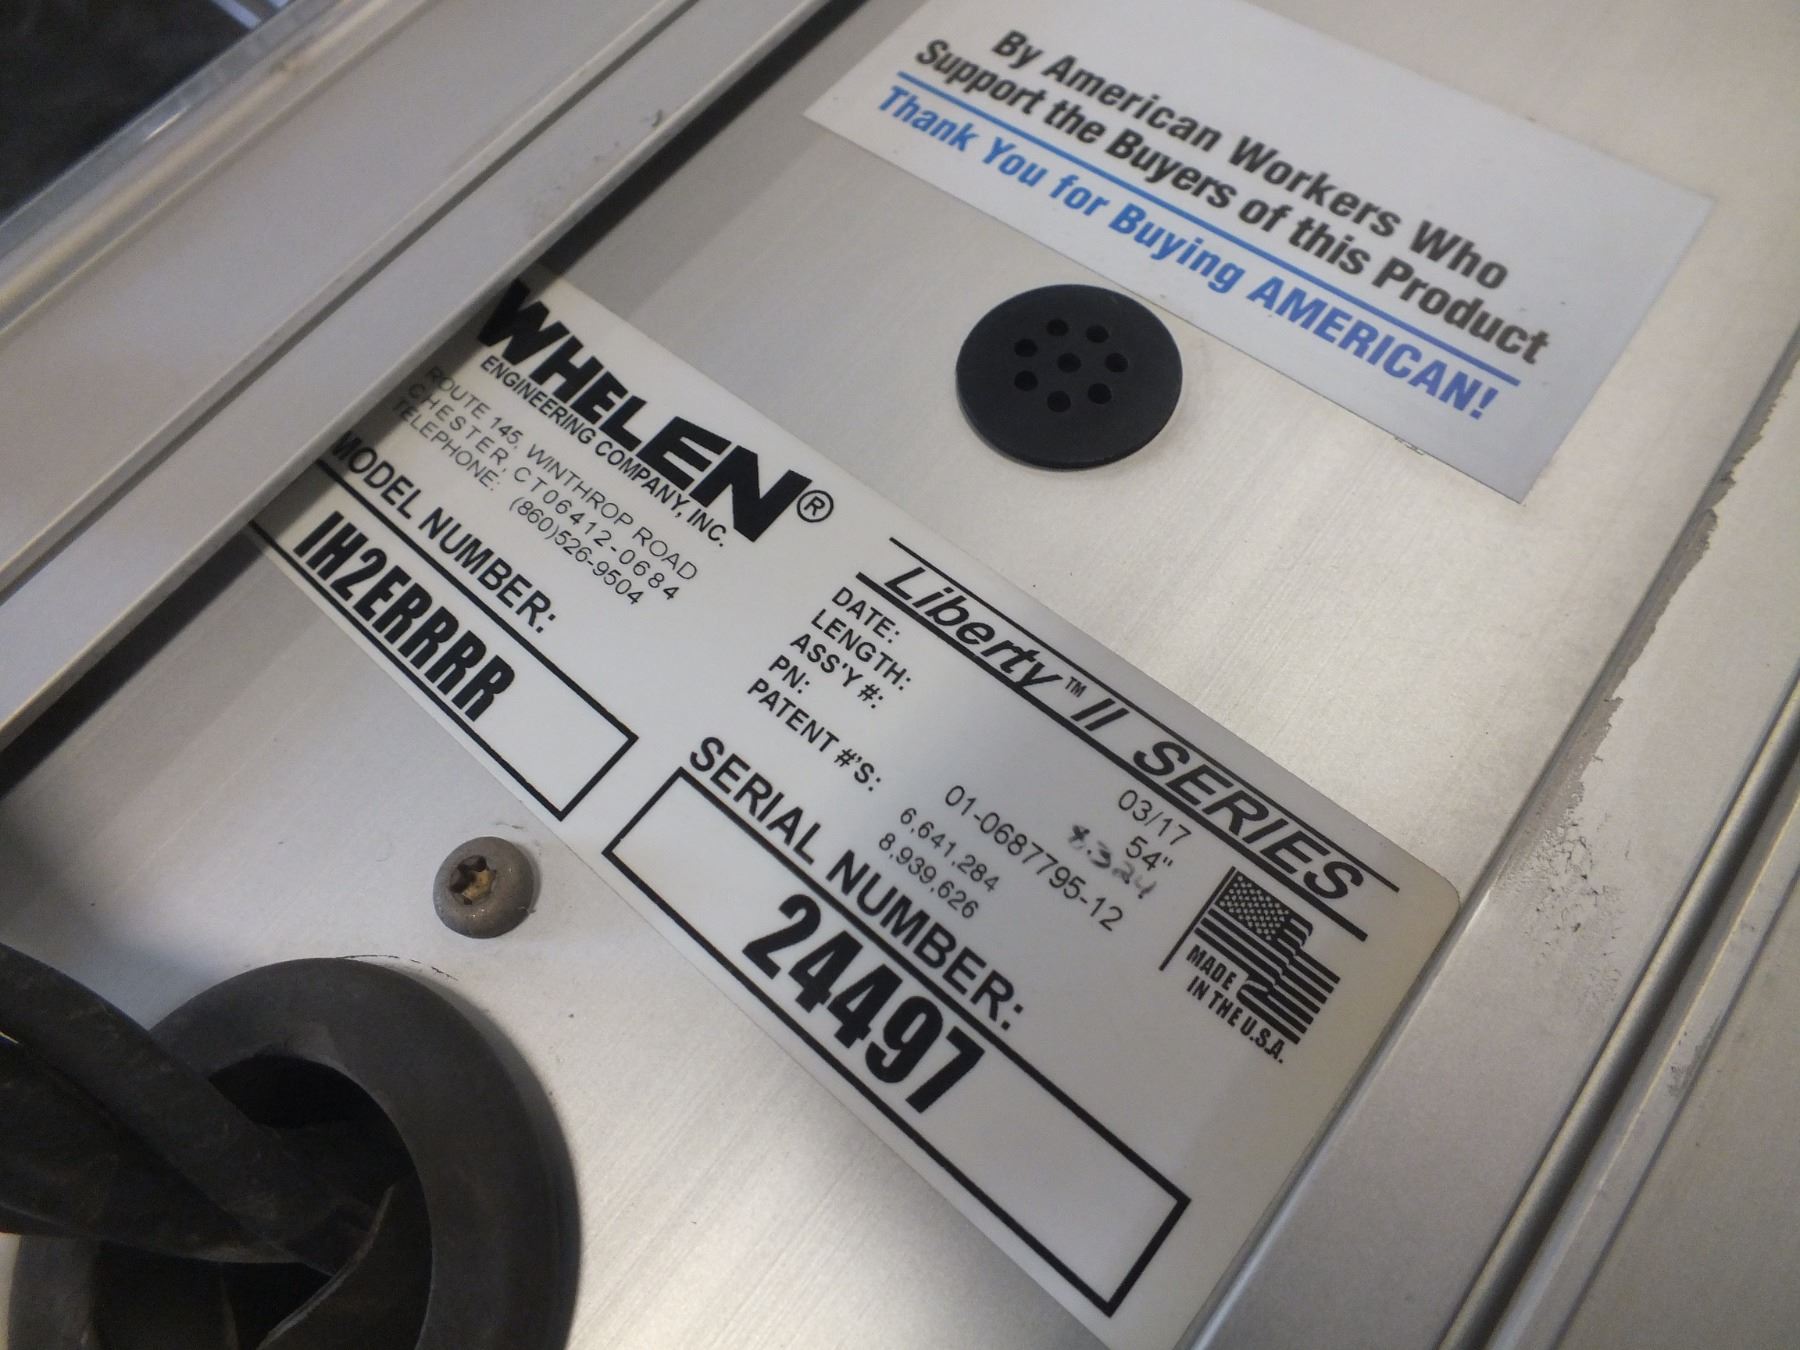 By American Workers Who
Support the Buyers of this Product
Thank You for Buying AMERICAN!
WHELEN®
ENGINEERING COMPANY, INC.
ROUTE 145, WINTHROP ROAD
CHESTER, CT 06412-0684
TELEPHONE: (860)526-9504
MODEL NUMBER:
IH2ERRRR
Liberty™ II SERIES
DATE: 03/17
LENGTH: 54"
ASS'Y #: 8324
PN: 01-0687795-12
PATENT #'S: 6,641,284
8,939,626
SERIAL NUMBER:
24497
MADE
IN THE U.S.A.